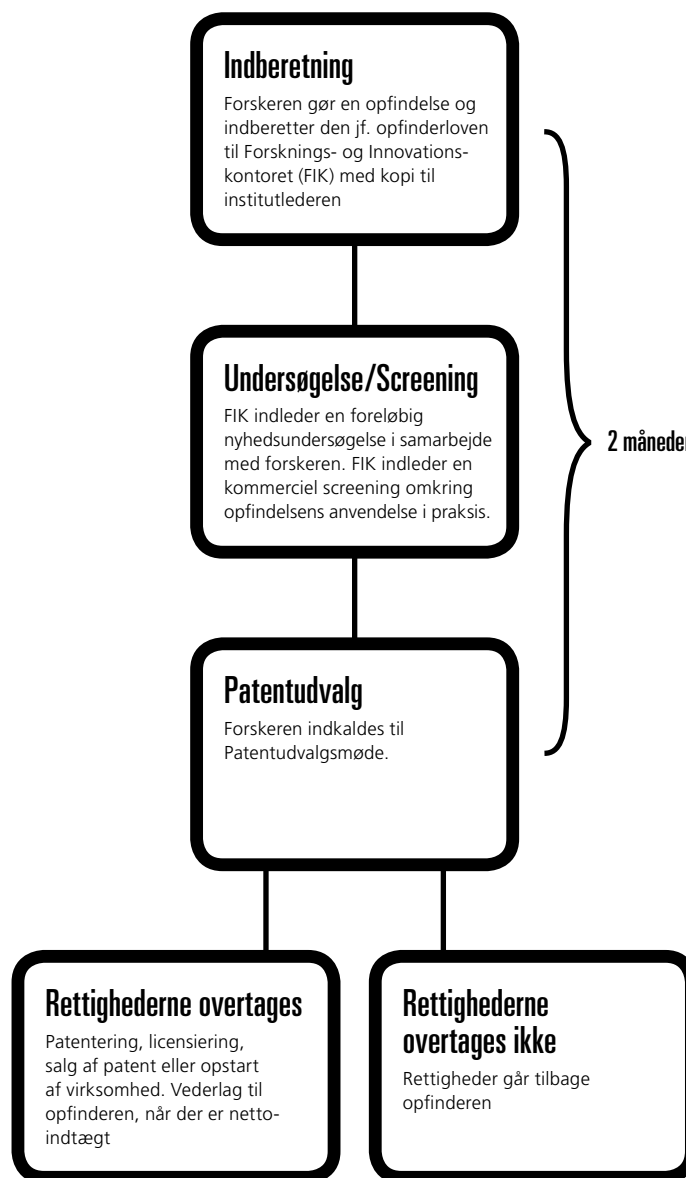 Indberetning
Forskeren gør en opfindelse og
indberetter den jf. opfinderloven
til Forsknings- og Innovations-
kontoret (FIK) med kopi til
institutlederen
Undersøgelse/Screening
FIK indleder en foreløbig
nyhedsundersøgelse i samarbejde
med forskeren. FIK indleder en
kommerciel screening omkring
opfindelsens anvendelse i praksis.
2 måneder
Patentudvalg
Forskeren indkaldes til
Patentudvalgsmøde.
Rettighederne overtages
Patentering, licensiering,
salg af patent eller opstart
af virksomhed. Vederlag til
opfinderen, når der er netto-
indtægt
Rettighederne
overtages ikke
Rettigheder går tilbage
opfinderen